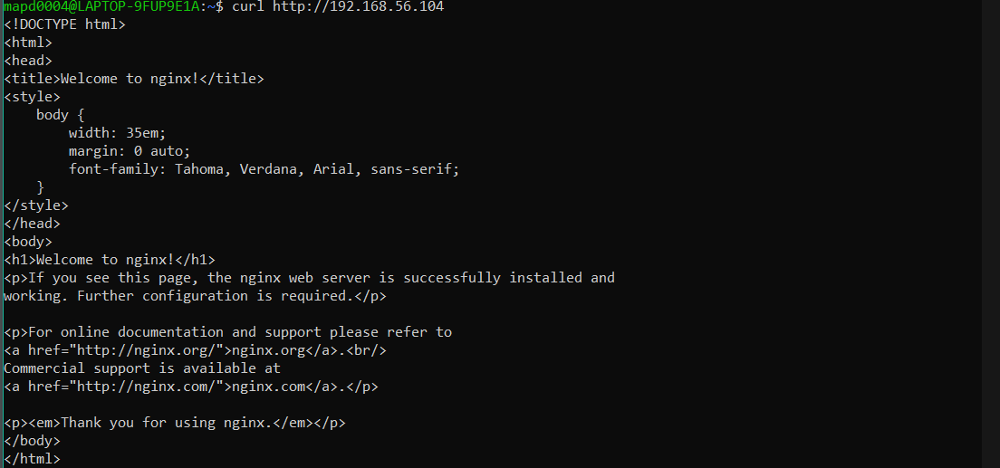 mapd0004@LAPTOP-9FUP9E1A:~$ curl http://192.168.56.104
<!DOCTYPE html>
<html>
<head>
<title>Welcome to nginx!</title>
<style>
    body {
        width: 35em;
        margin: 0 auto;
        font-family: Tahoma, Verdana, Arial, sans-serif;
    }
</style>
</head>
<body>
<h1>Welcome to nginx!</h1>
<p>If you see this page, the nginx web server is successfully installed and
working. Further configuration is required.</p>

<p>For online documentation and support please refer to
<a href="http://nginx.org/">nginx.org</a>.<br/>
Commercial support is available at
<a href="http://nginx.com/">nginx.com</a>.</p>

<p><em>Thank you for using nginx.</em></p>
</body>
</html>